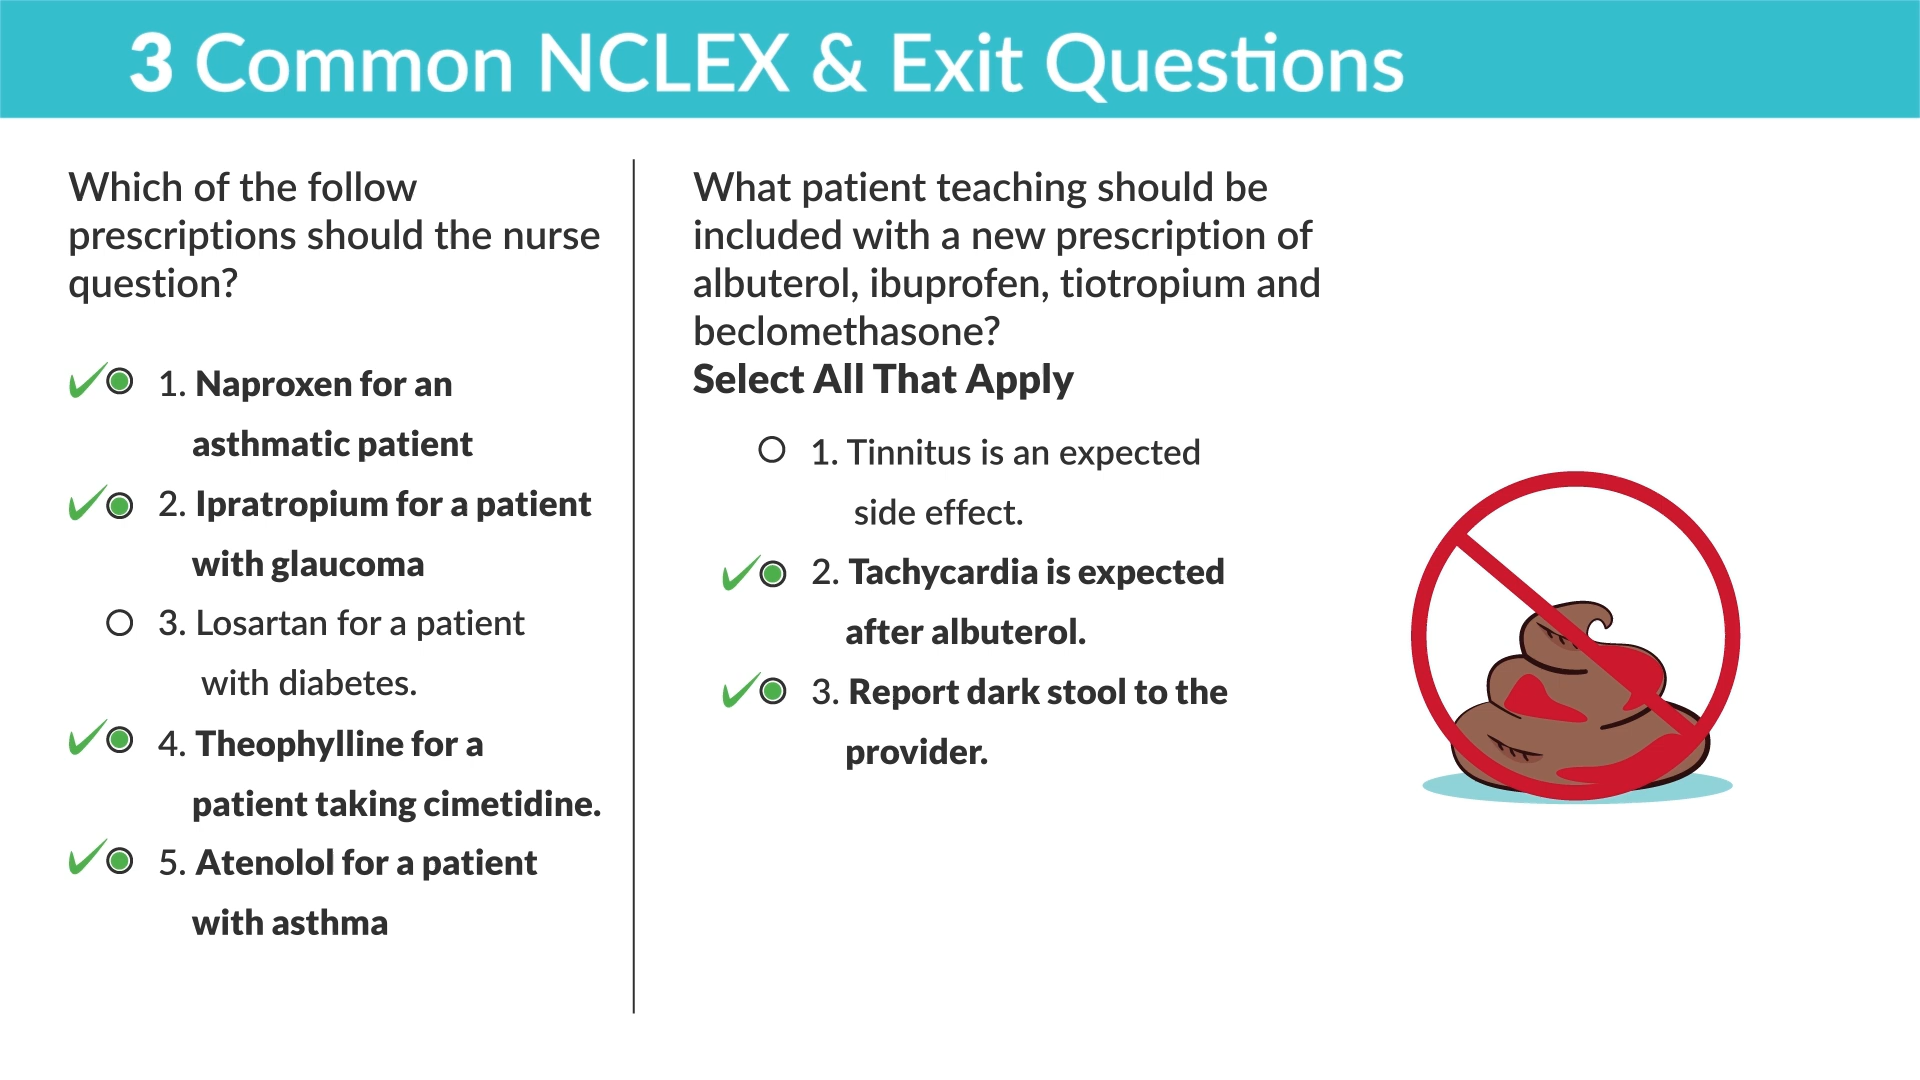 3 Common NCLEX & Exit Questions
Which of the follow
prescriptions should the nurse
question?
1. Naproxen for an
asthmatic patient
2. Ipratropium for a patient
with glaucoma
3. Losartan for a patient
with diabetes.
4. Theophylline for a
patient taking cimetidine.
5. Atenolol for a patient
with asthma
What patient teaching should be
included with a new prescription of
albuterol, ibuprofen, tiotropium and
beclomethasone?
Select All That Apply
1. Tinnitus is an expected
side effect.
2. Tachycardia is expected
after albuterol.
3. Report dark stool to the
provider.